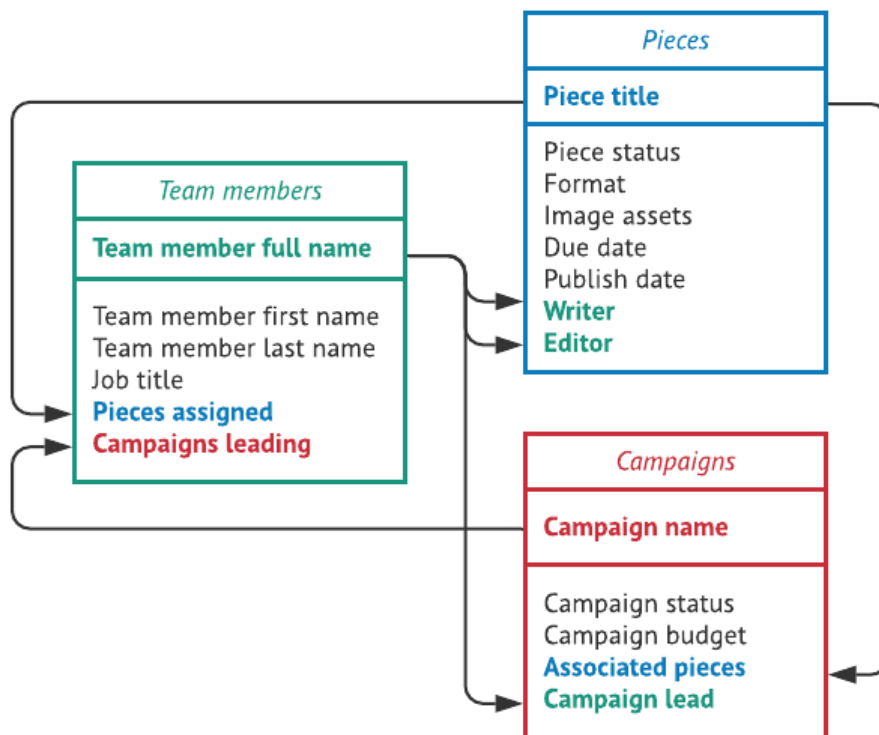 Pieces
Piece title
Piece status
Format
Image assets
Due date
Publish date
Writer
Editor
Team members
Team member full name
Team member first name
Team member last name
Job title
Pieces assigned
Campaigns leading
Campaigns
Campaign name
Campaign status
Campaign budget
Associated pieces
Campaign lead